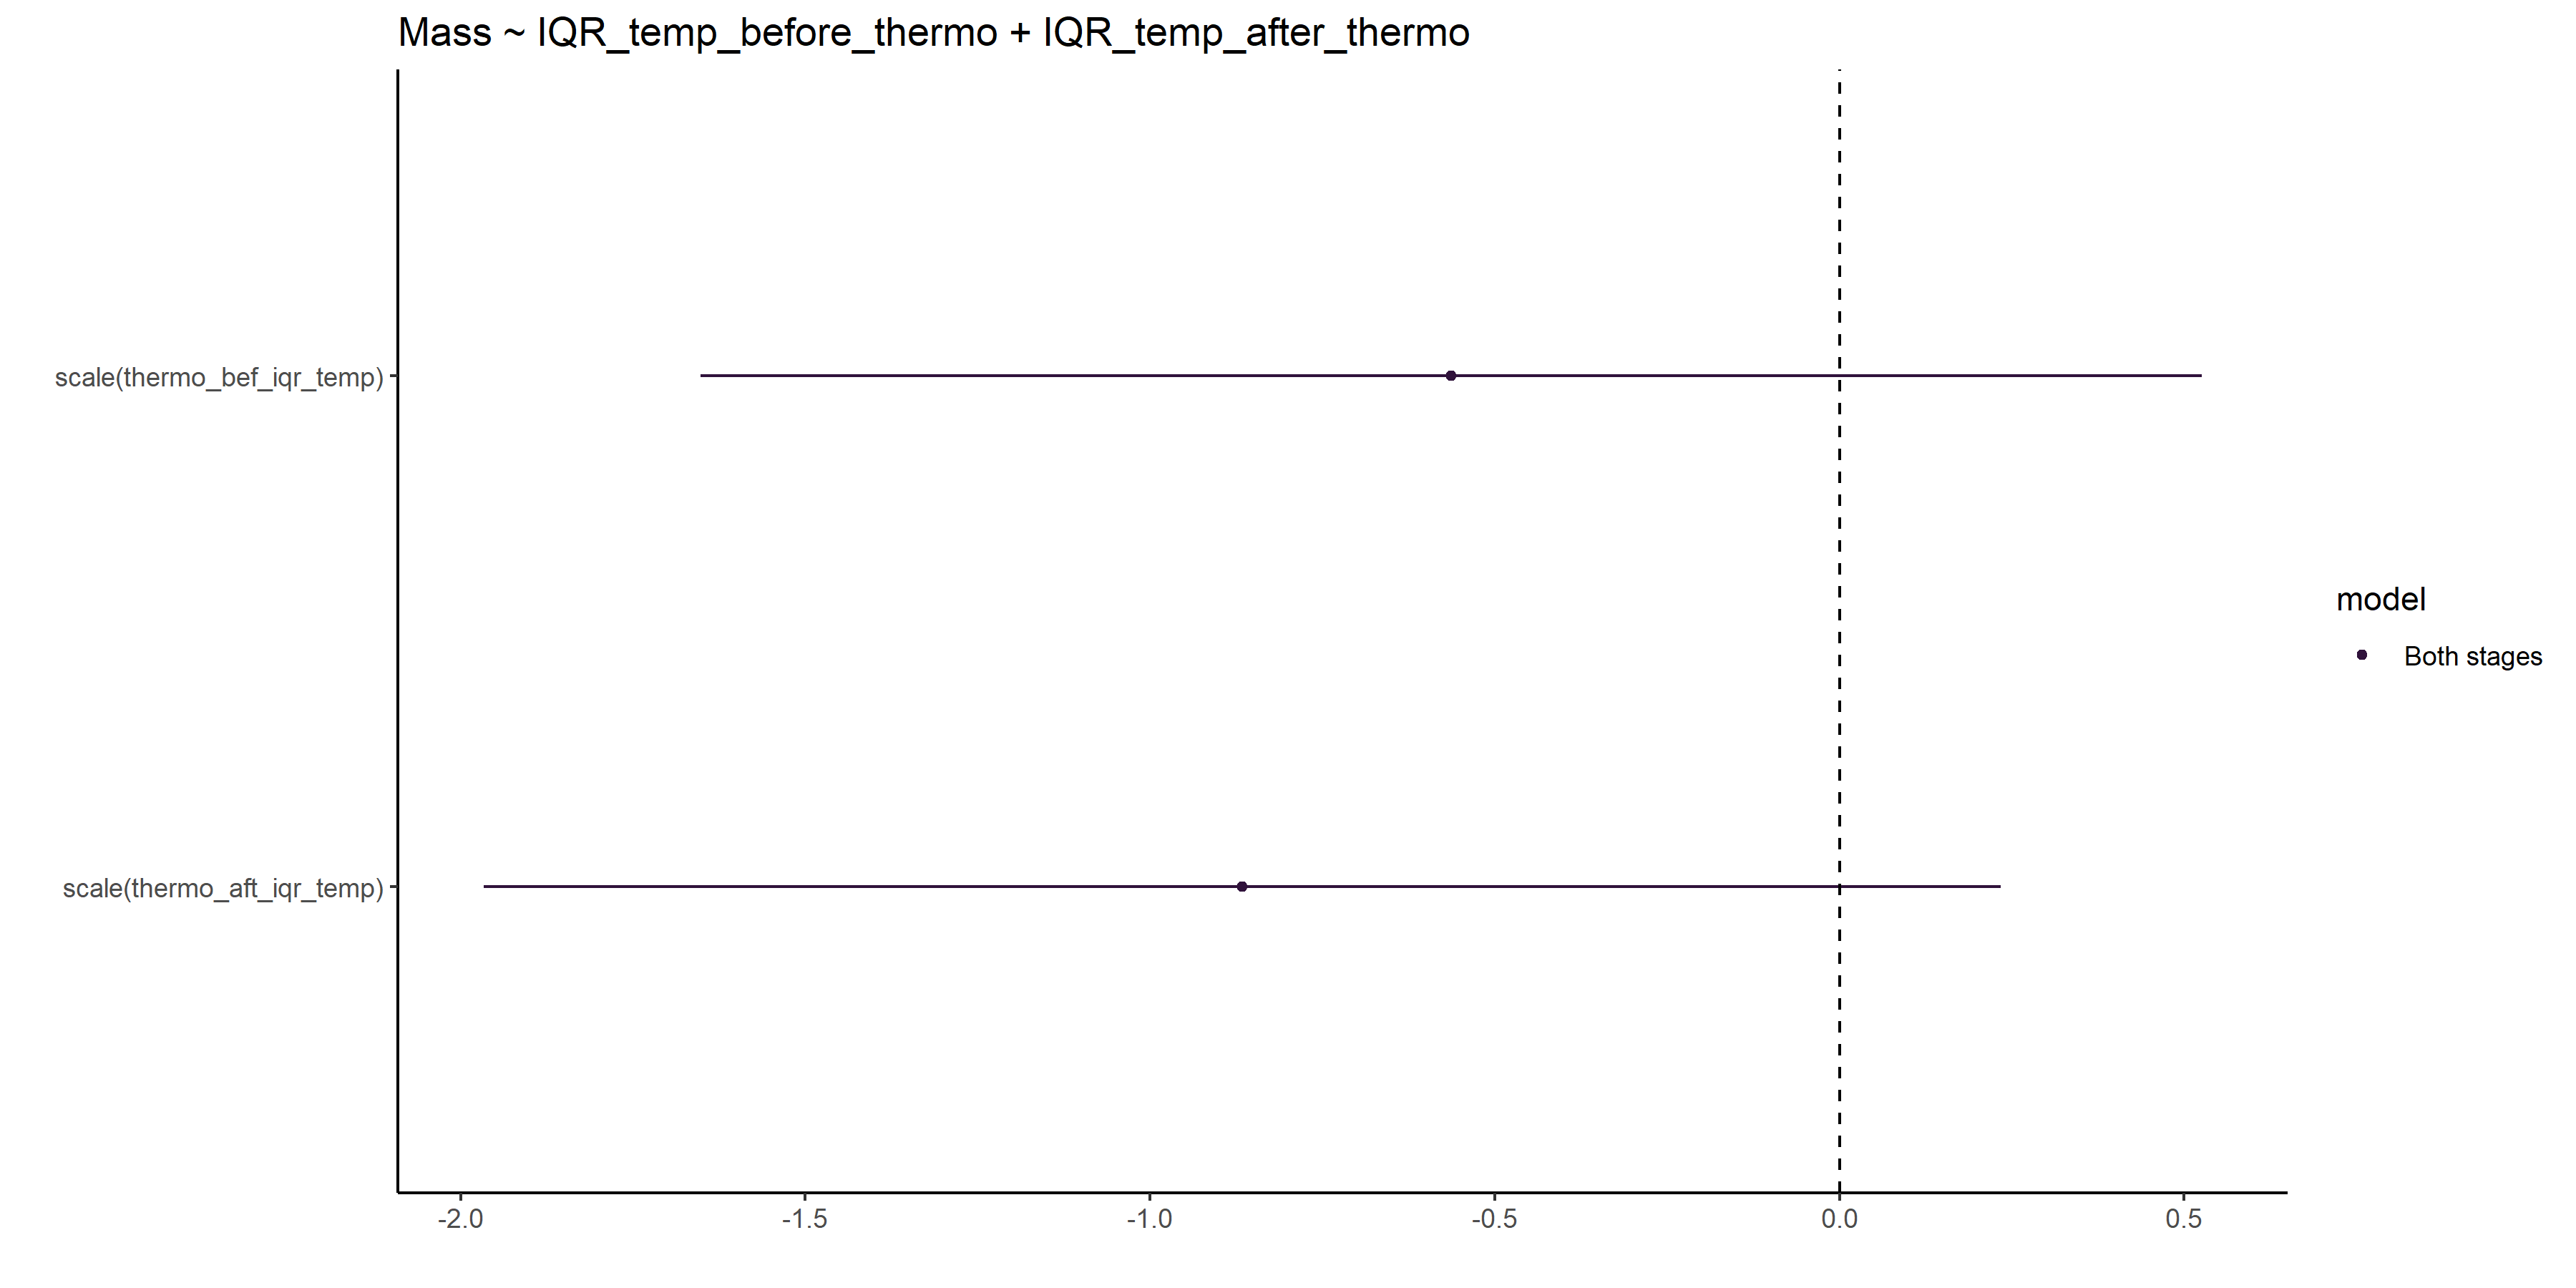 Mass ~ IQR_temp_before_thermo + IQR_temp_after_thermo
scale(thermo_bef_iqr_temp)
scale(thermo_aft_iqr_temp)
-2.0 -1.5 -1.0 -0.5 0.0 0.5
model
Both stages